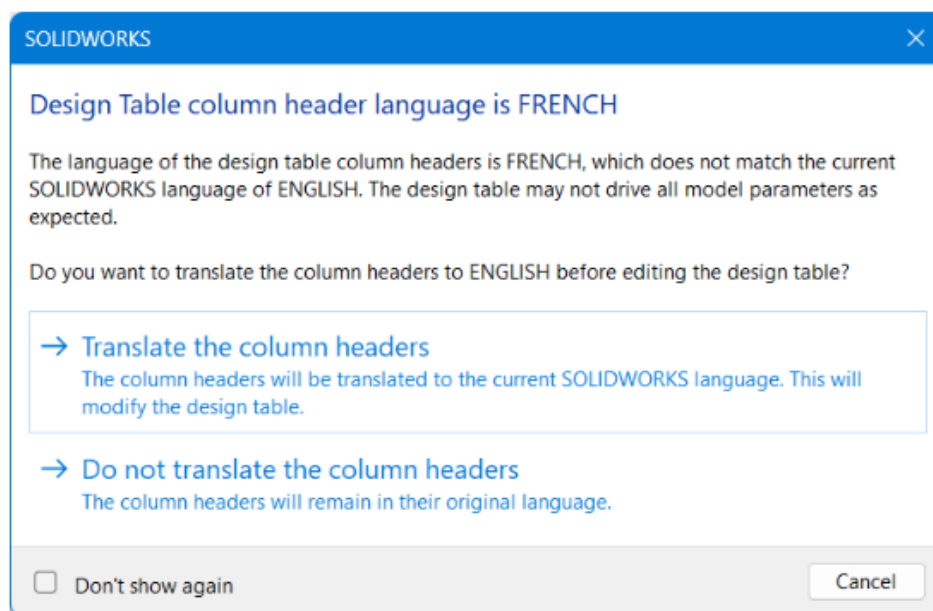 SOLIDWORKS
Design Table column header language is FRENCH
The language of the design table column headers is FRENCH, which does not match the current
SOLIDWORKS language of ENGLISH. The design table may not drive all model parameters as
expected.
Do you want to translate the column headers to ENGLISH before editing the design table?
Translate the column headers
The column headers will be translated to the current SOLIDWORKS language. This will
modify the design table.
Do not translate the column headers
The column headers will remain in their original language.
Don't show again
Cancel